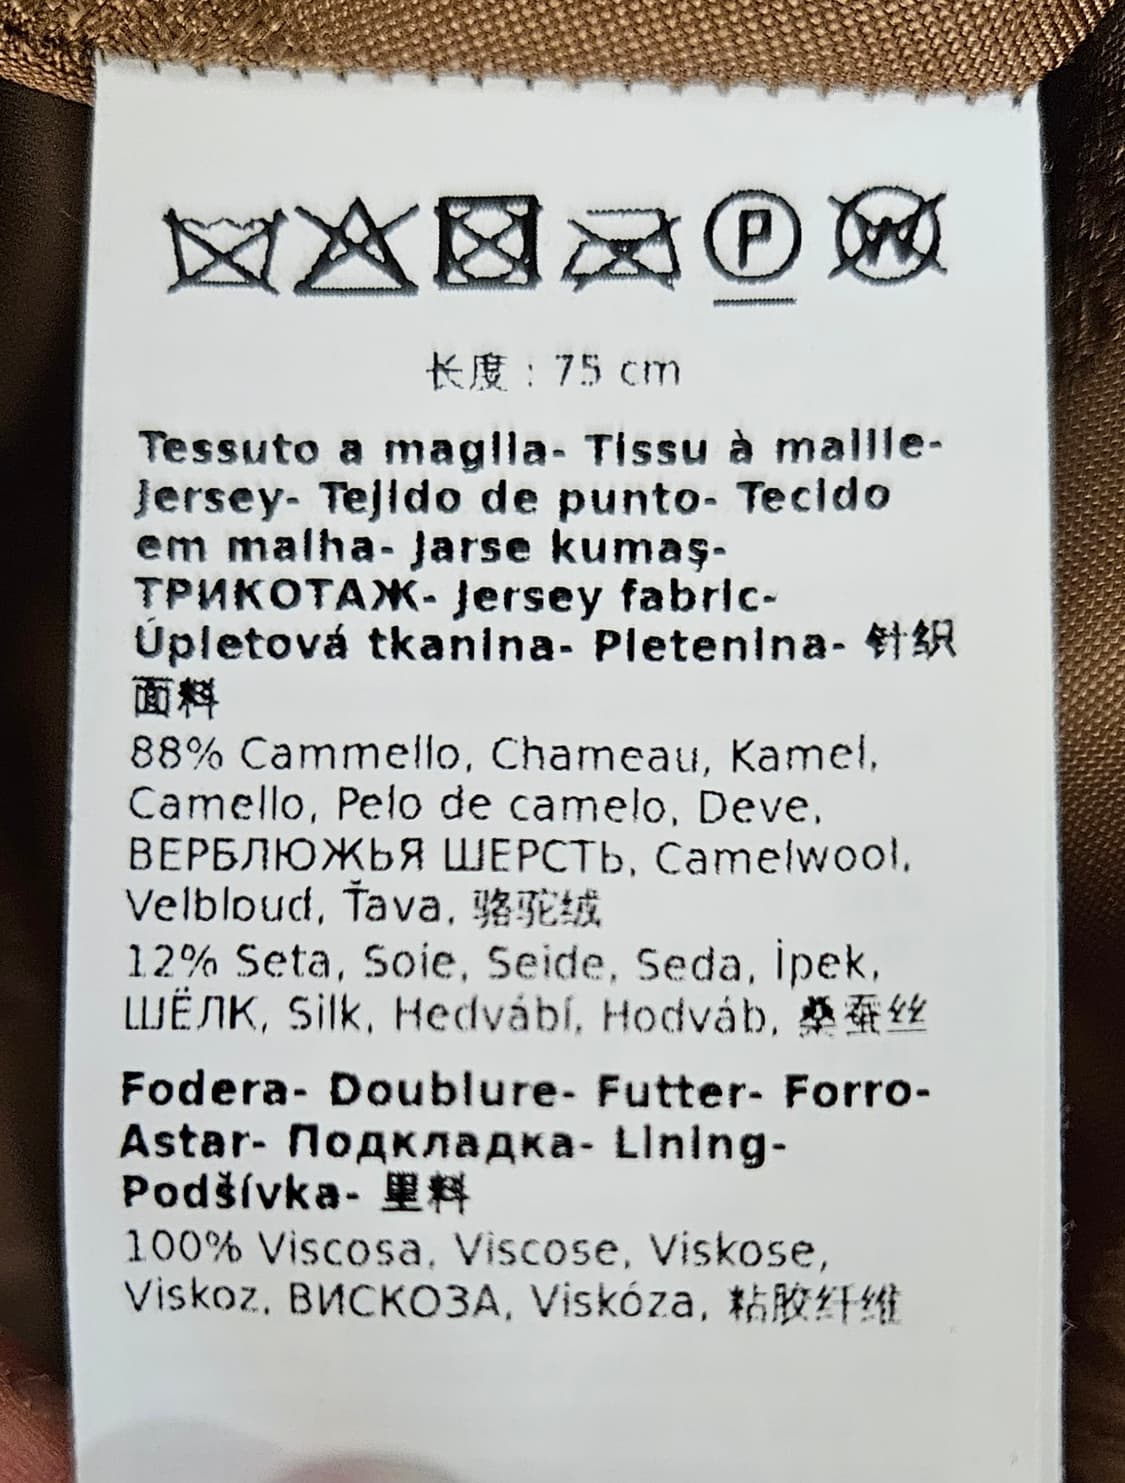 P W
长度 : 75 cm
Tessuto a maglia- Tissu à maille-
Jersey- Tejido de punto- Tecido
em malha- Jarse kumaş-
ТРИКОТАЖ- Jersey fabric-
Úpletová tkanina- Pletenina- 针织
面料
88% Cammello, Chameau, Kamel,
Camello, Pelo de camelo, Deve,
ВЕРБЛЮЖЬЯ ШЕРСТЬ, Camelwool,
Velbloud, Ťava, 骆驼绒
12% Seta, Soie, Seide, Seda, İpek,
ШЁЛК, Silk, Hedvábí, Hodváb, 桑蚕丝
Fodera- Doublure- Futter- Forro-
Astar- Подкладка- Lining-
Podšívka- 里料
100% Viscosa, Viscose, Viskose,
Viskoz, ВИСКОЗА, Viskóza, 粘胶纤维